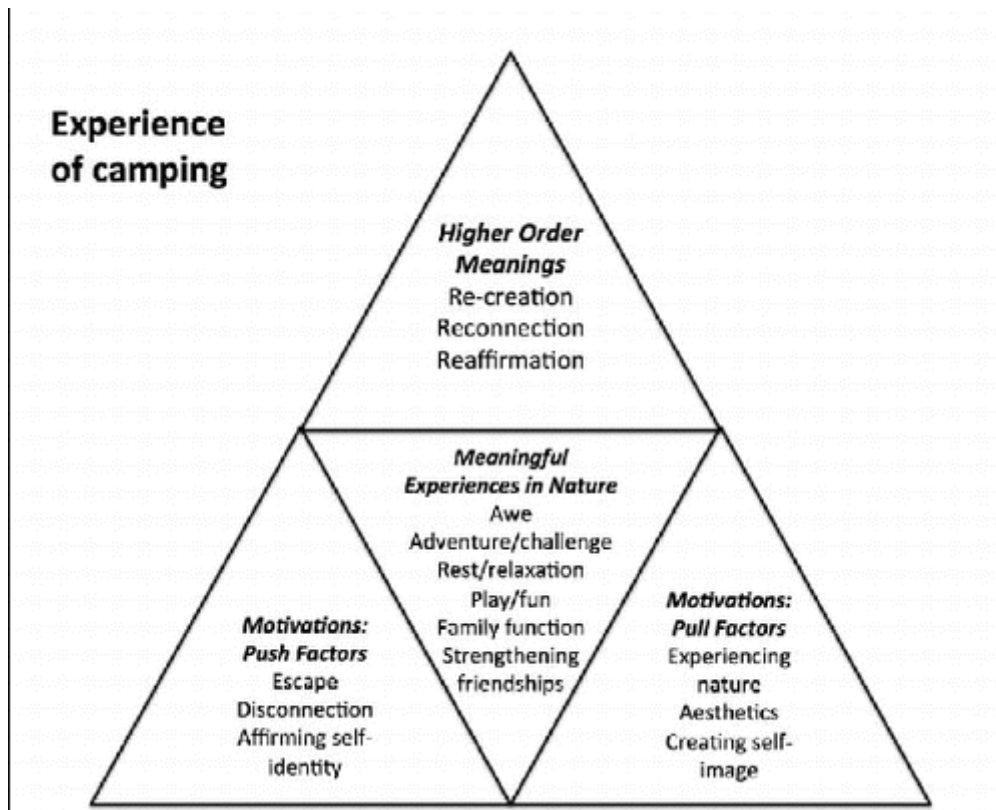 Experience
of camping
Higher Order
Meanings
Re-creation
Reconnection
Reaffirmation
Meaningful
Experiences in Nature
Awe
Adventure/challenge
Rest/relaxation
Play/fun
Family function
Strengthening
friendships
Motivations:
Push Factors
Escape
Disconnection
Affirming self-
identity
Motivations:
Pull Factors
Experiencing
nature
Aesthetics
Creating self-
image